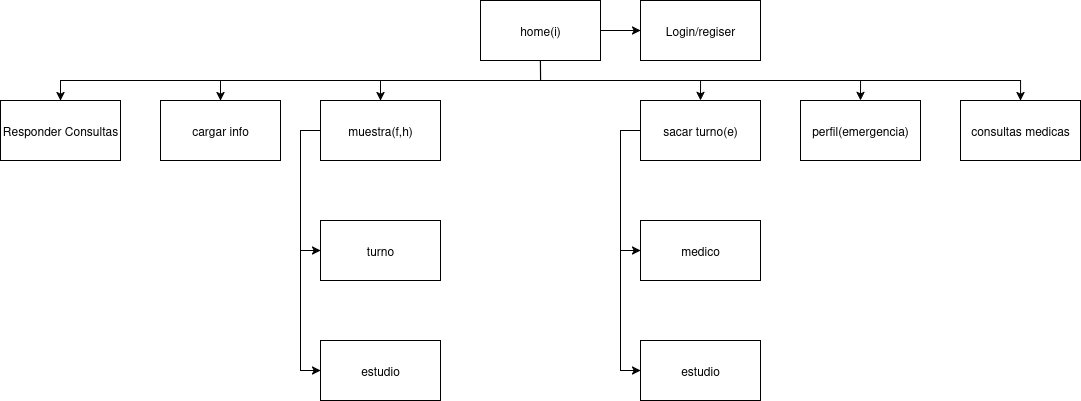 home(i)
Login/regiser
Responder Consultas
cargar info
muestra(f,h)
sacar turno(e)
perfil(emergencia)
consultas medicas
turno
medico
estudio
estudio